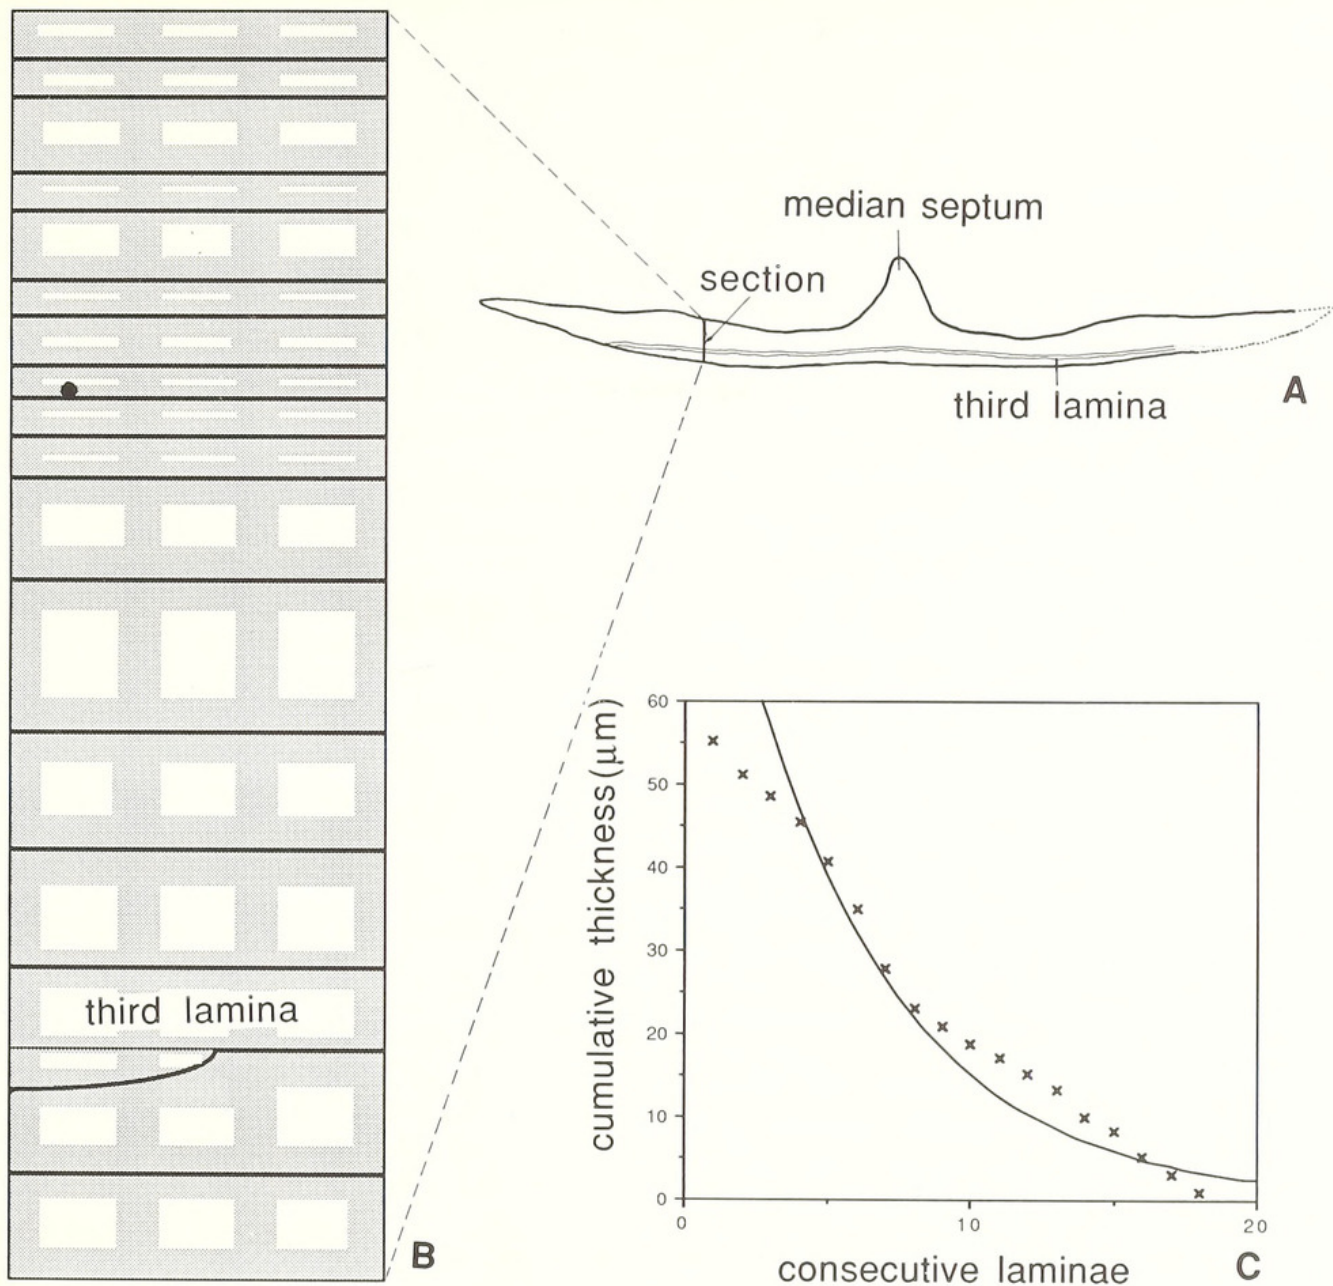 median septum
section
third lamina
A
third lamina
B
cumulative thickness (μm)
60
50
40
30
20
10
0
0
10
20
consecutive laminae
C